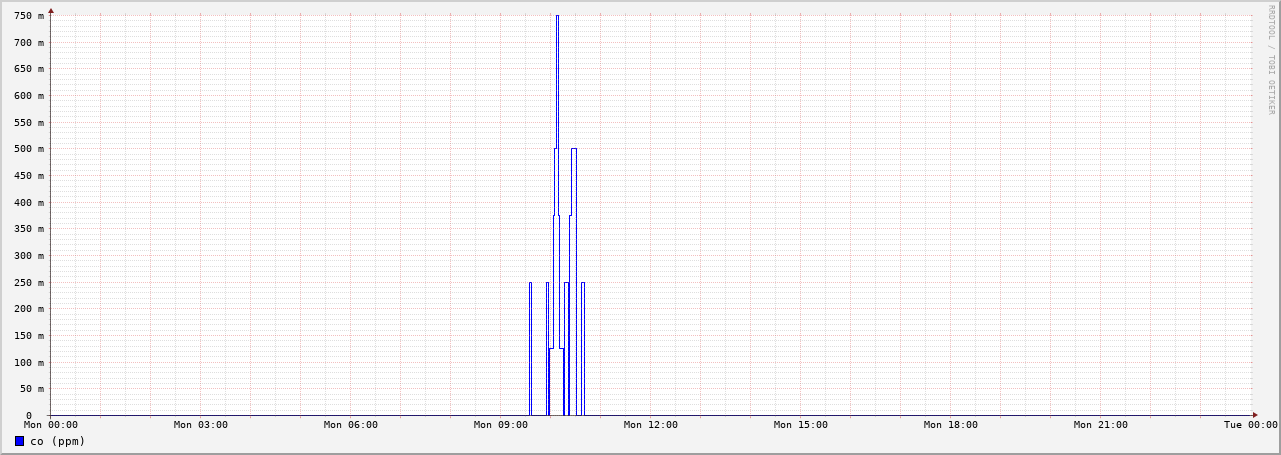 750 m
700 m
650 m
600 m
550 m
500 m
450 m
400 m
350 m
300 m
250 m
200 m
150 m
100 m
50 m
0
Mon 00:00 Mon 03:00 Mon 06:00 Mon 09:00 Mon 12:00 Mon 15:00 Mon 18:00 Mon 21:00 Tue 00:00
co (ppm)
RRDTOOL / TOBI OETIKER